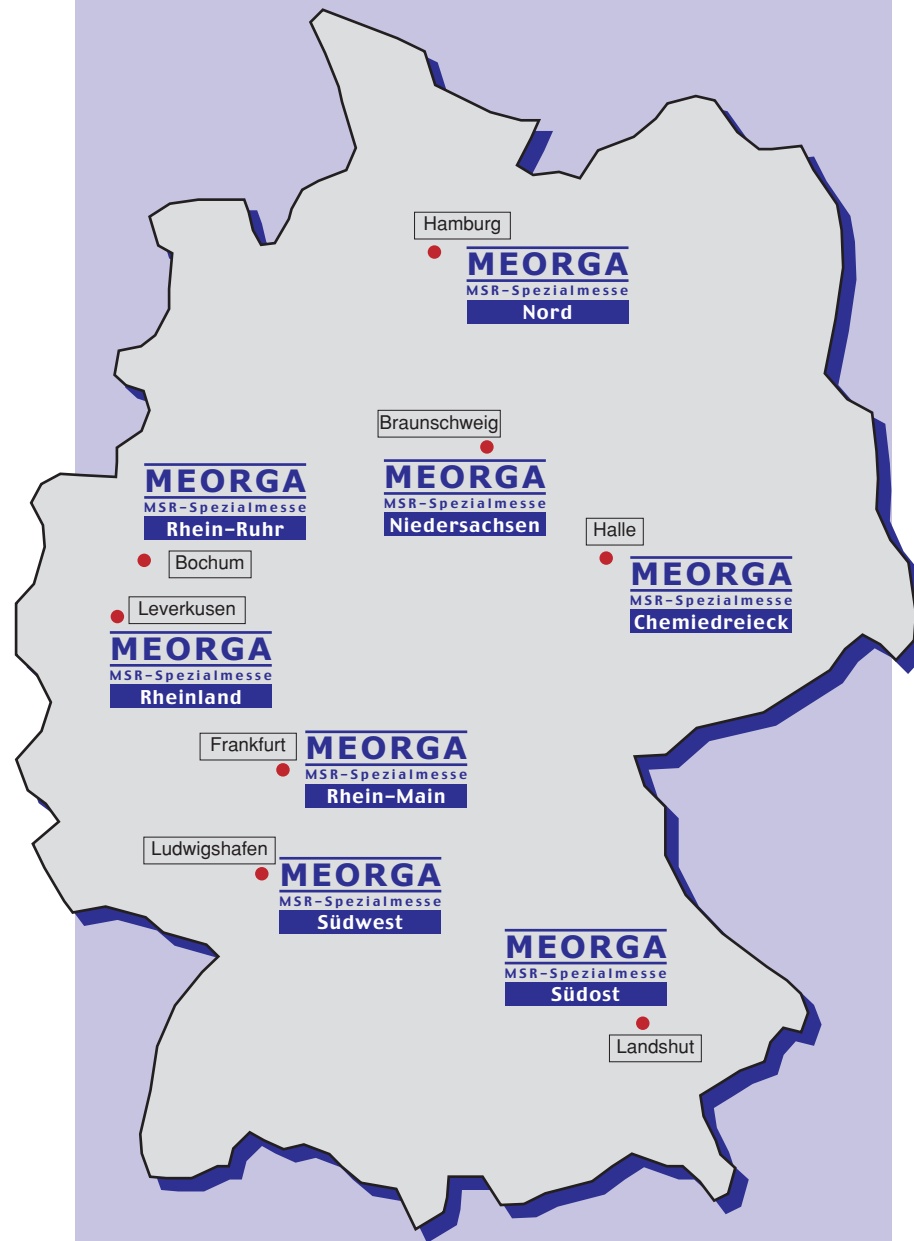 Hamburg
MEORGA
MSR-Spezialmesse
Nord
Braunschweig
MEORGA
MSR-Spezialmesse
Niedersachsen
MEORGA
MSR-Spezialmesse
Rhein-Ruhr
Bochum
Halle
MEORGA
MSR-Spezialmesse
Chemiedreieck
Leverkusen
MEORGA
MSR-Spezialmesse
Rheinland
Frankfurt
MEORGA
MSR-Spezialmesse
Rhein-Main
Ludwigshafen
MEORGA
MSR-Spezialmesse
Südwest
MEORGA
MSR-Spezialmesse
Südost
Landshut